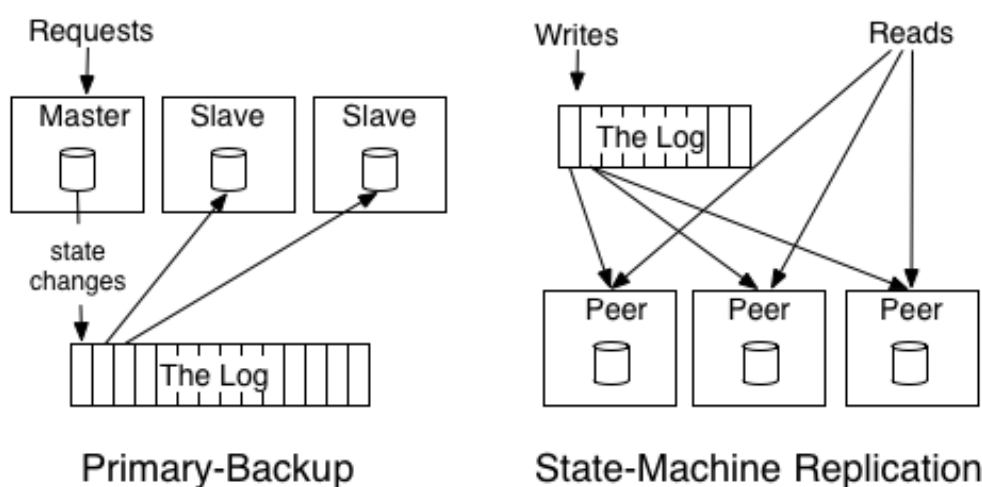 Requests
Master
Slave
Slave
state
changes
The Log
Primary-Backup
Writes
Reads
The Log
Peer
Peer
Peer
State-Machine Replication